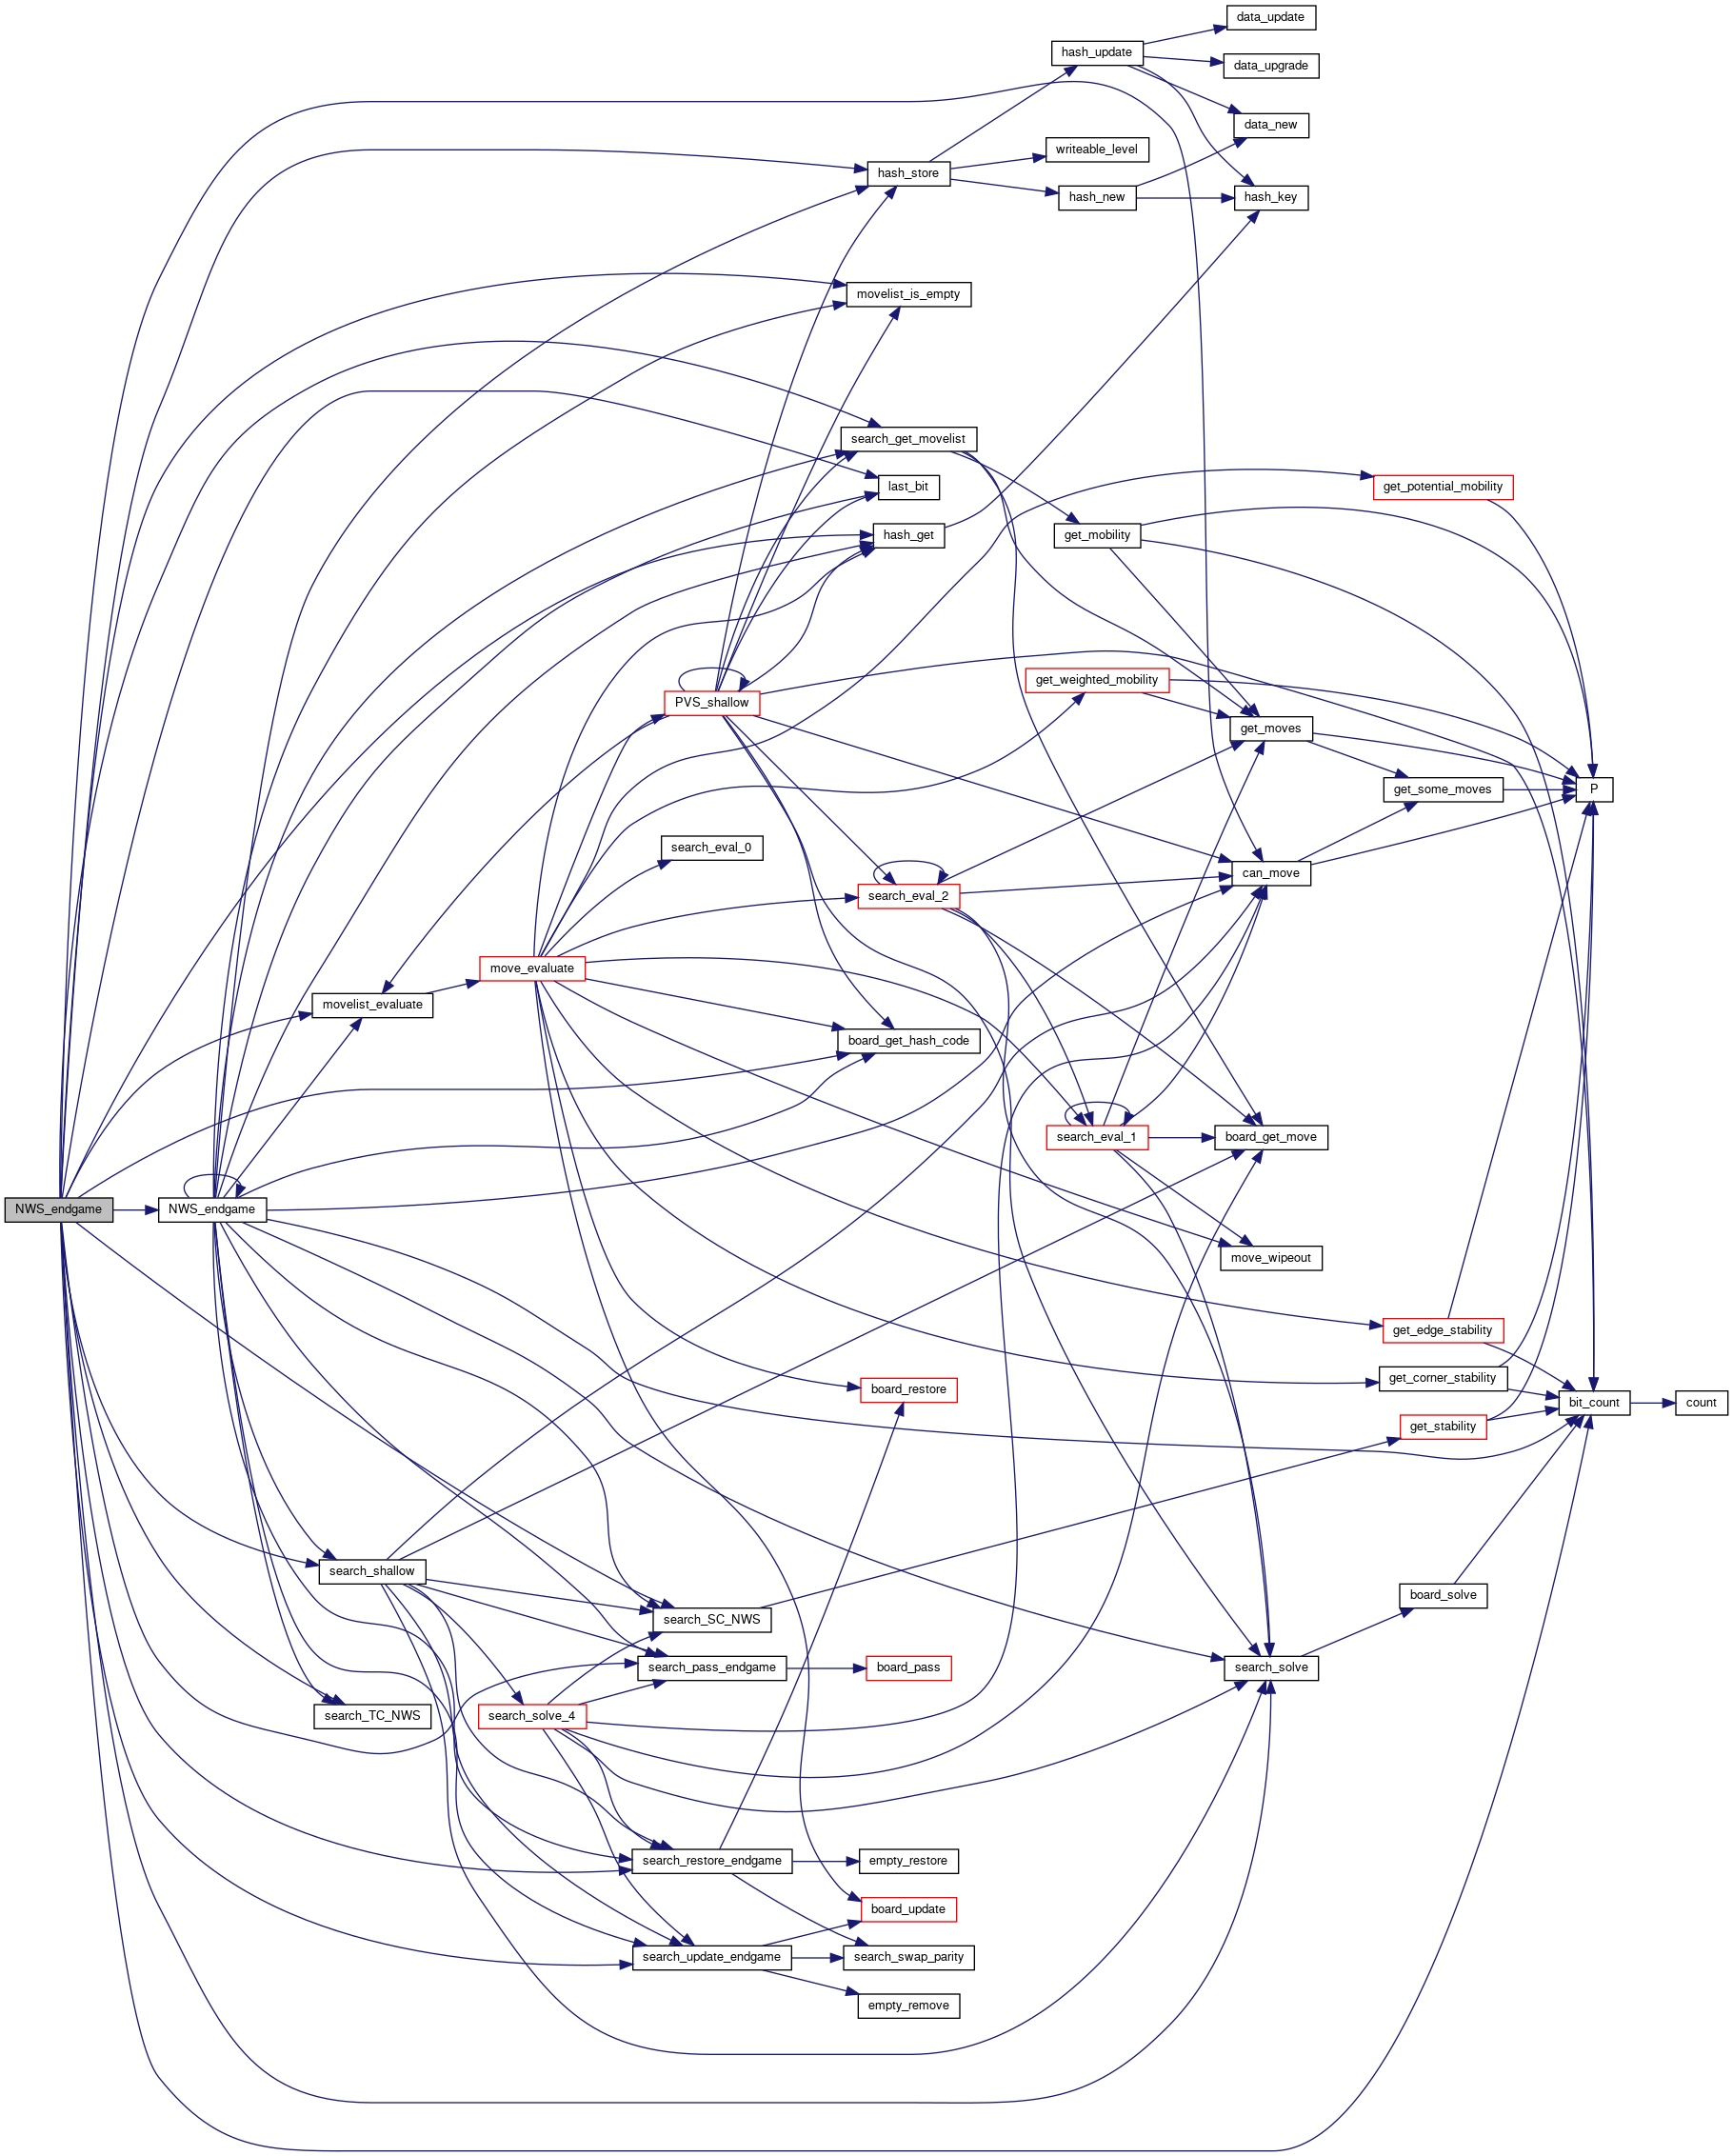 data_update
hash_update
data_upgrade
data_new
writeable_level
hash_store
hash_new
hash_key
movelist_is_empty
search_get_movelist
last_bit
get_potential_mobility
hash_get
get_mobility
get_weighted_mobility
PVS_shallow
get_moves
get_some_moves
P
search_eval_0
can_move
search_eval_2
move_evaluate
movelist_evaluate
board_get_hash_code
search_eval_1
board_get_move
NWS_endgame
NWS_endgame
move_wipeout
get_edge_stability
get_corner_stability
board_restore
bit_count
count
get_stability
search_shallow
board_solve
search_SC_NWS
search_pass_endgame
board_pass
search_solve
search_TC_NWS
search_solve_4
search_restore_endgame
empty_restore
board_update
search_update_endgame
search_swap_parity
empty_remove